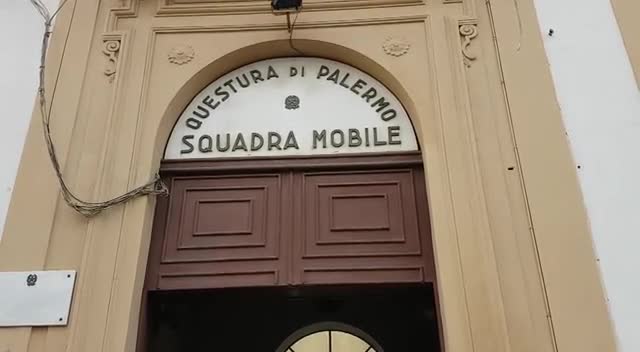 QUESTURA DI PALERMO
SQUADRA MOBILE